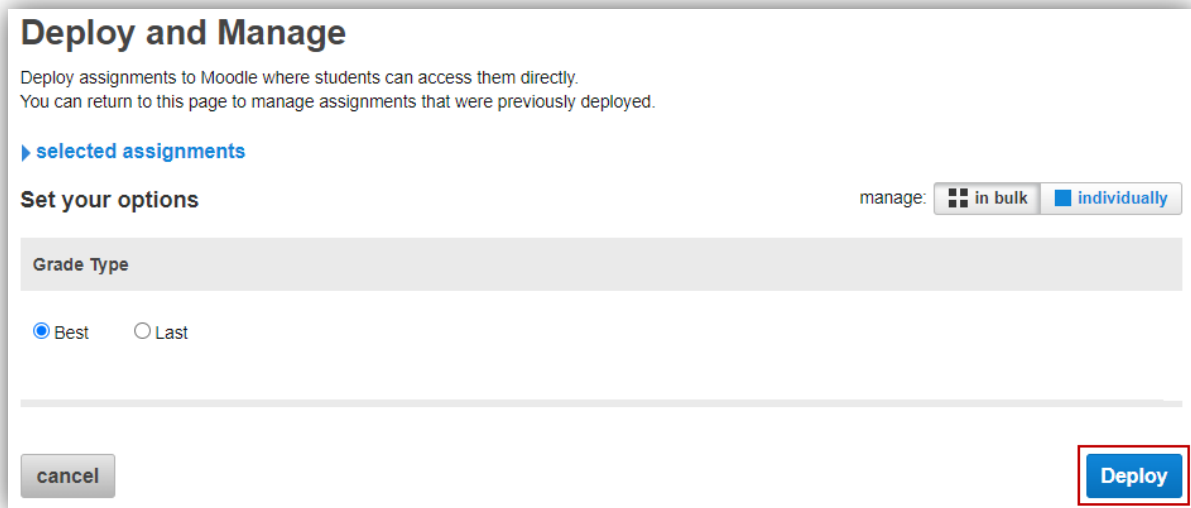 Deploy and Manage
Deploy assignments to Moodle where students can access them directly.
You can return to this page to manage assignments that were previously deployed.
selected assignments
Set your options
manage: in bulk individually
Grade Type
Best Last
cancel Deploy